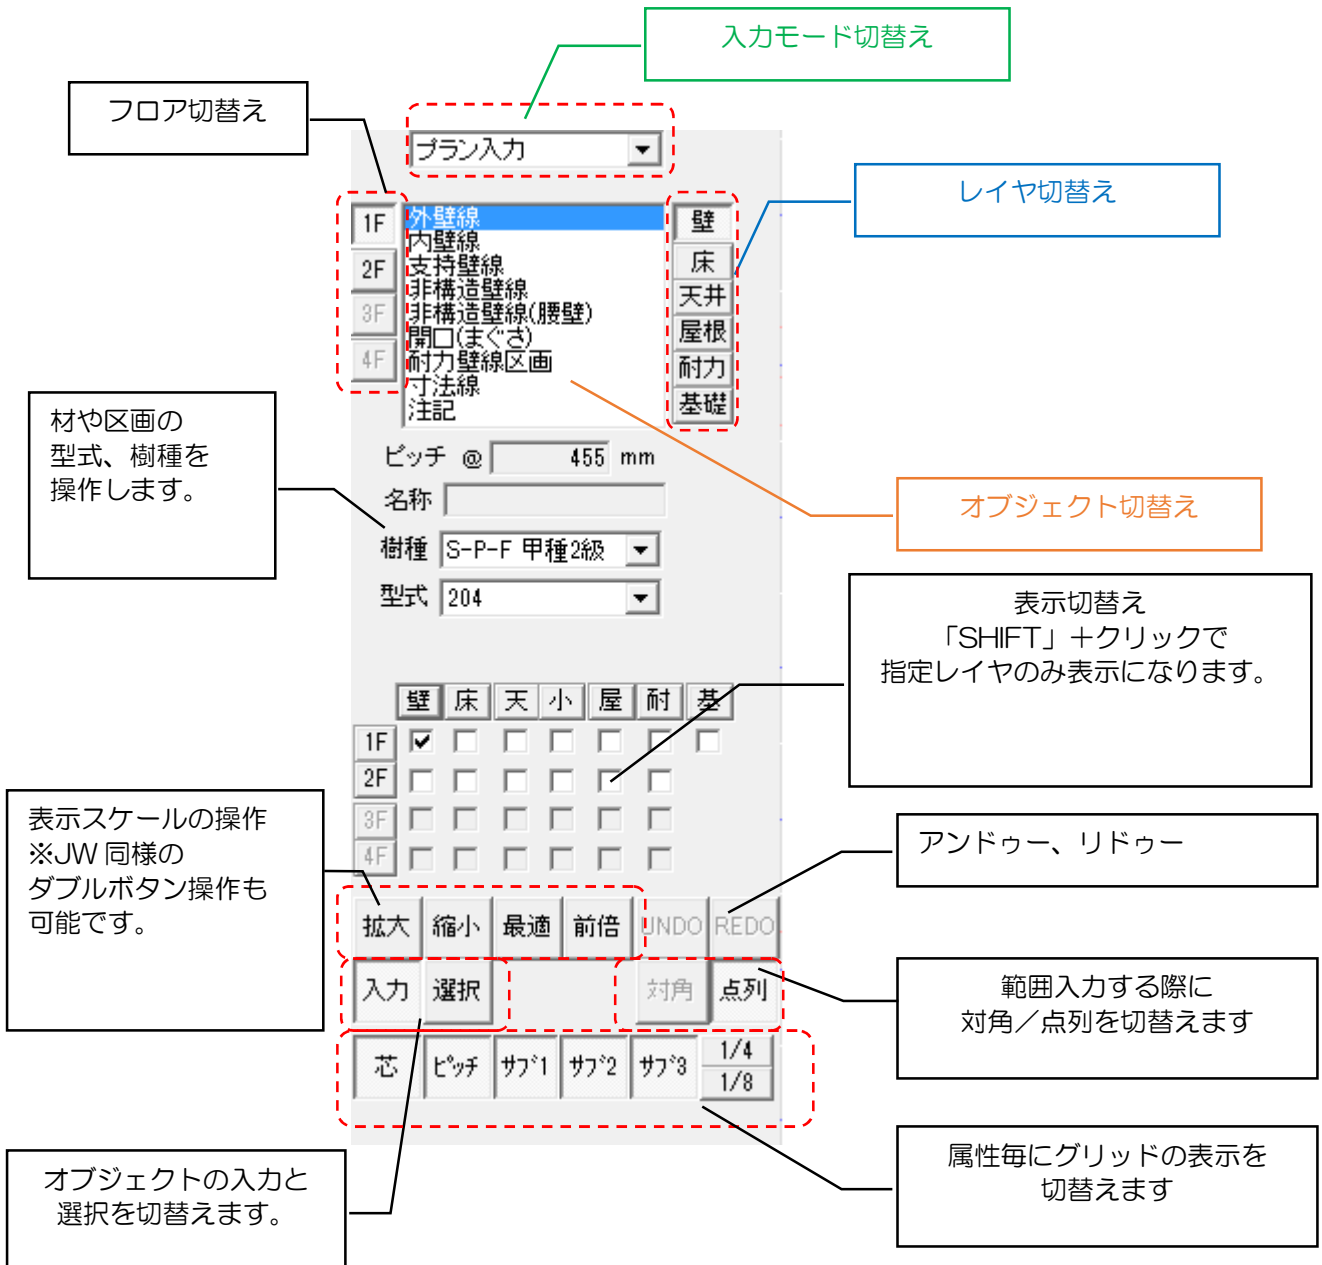 入力モード切替え
フロア切替え
プラン入力
レイヤ切替え
1F
2F
3F
4F
外壁線
内壁線
支持壁線
非構造壁線
非構造壁線(腰壁)
開口(まぐさ)
耐力壁線区画
寸法線
注記
壁
床
天井
屋根
耐力
基礎
材や区画の
型式、樹種を
操作します。
ピッチ @ 455 mm
名称
樹種 S-P-F 甲種2級
型式 204
オブジェクト切替え
表示切替え
「SHIFT」+クリックで
指定レイヤのみ表示になります。
壁 床 天 小 屋 耐 基
1F
2F
3F
4F
表示スケールの操作
※JW 同様の
ダブルボタン操作も
可能です。
アンドゥー、リドゥー
拡大 縮小 最適 前倍 UNDO REDO
入力 選択 対角 点列
範囲入力する際に
対角／点列を切替えます
芯 ﾋﾟｯﾁ ｻﾌﾞ1 ｻﾌﾞ2 ｻﾌﾞ3 1/4
1/8
属性毎にグリッドの表示を
切替えます
オブジェクトの入力と
選択を切替えます。